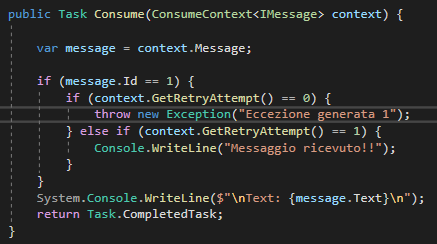 public Task Consume(ConsumeContext<IMessage> context) {
var message = context.Message;
if (message.Id == 1) {
if (context.GetRetryAttempt() == 0) {
throw new Exception("Eccezione generata 1");
} else if (context.GetRetryAttempt() == 1) {
Console.WriteLine("Messaggio ricevuto!!");
}
}
System.Console.WriteLine($"\nText: {message.Text}\n");
return Task.CompletedTask;
}